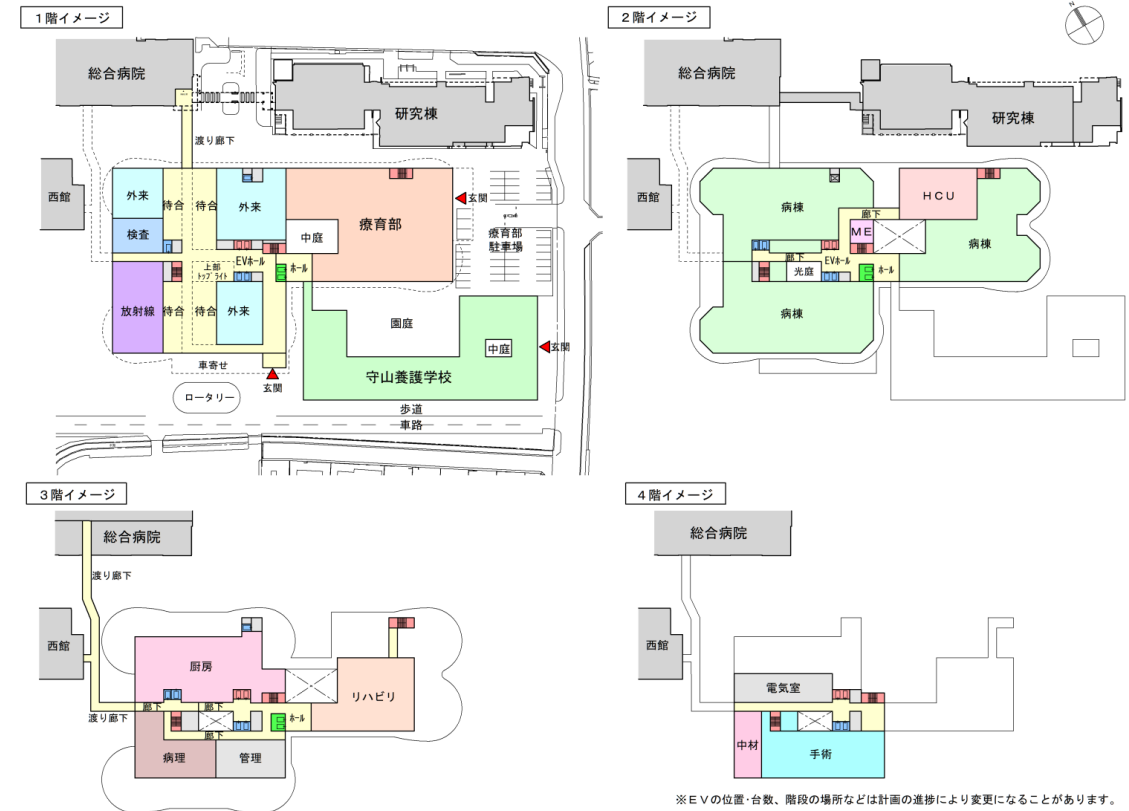 １階イメージ
総合病院
研究棟
渡り廊下
西館
外来
待合
待合
外来
検査
中庭
療育部
玄関
療育部
駐車場
EVホール
ホール
上部
トップライト
放射線
待合
待合
外来
園庭
中庭
玄関
守山養護学校
車寄せ
玄関
ロータリー
歩道
車路
２階イメージ
N
総合病院
研究棟
西館
病棟
HCU
廊下
ME
病棟
EVホール
廊下
光庭
ホール
病棟
３階イメージ
総合病院
渡り廊下
西館
厨房
リハビリ
廊下
廊下
ホール
渡り廊下
廊下
病理
管理
４階イメージ
総合病院
西館
電気室
中材
手術
※ＥＶの位置･台数、階段の場所などは計画の進捗により変更になることがあります。